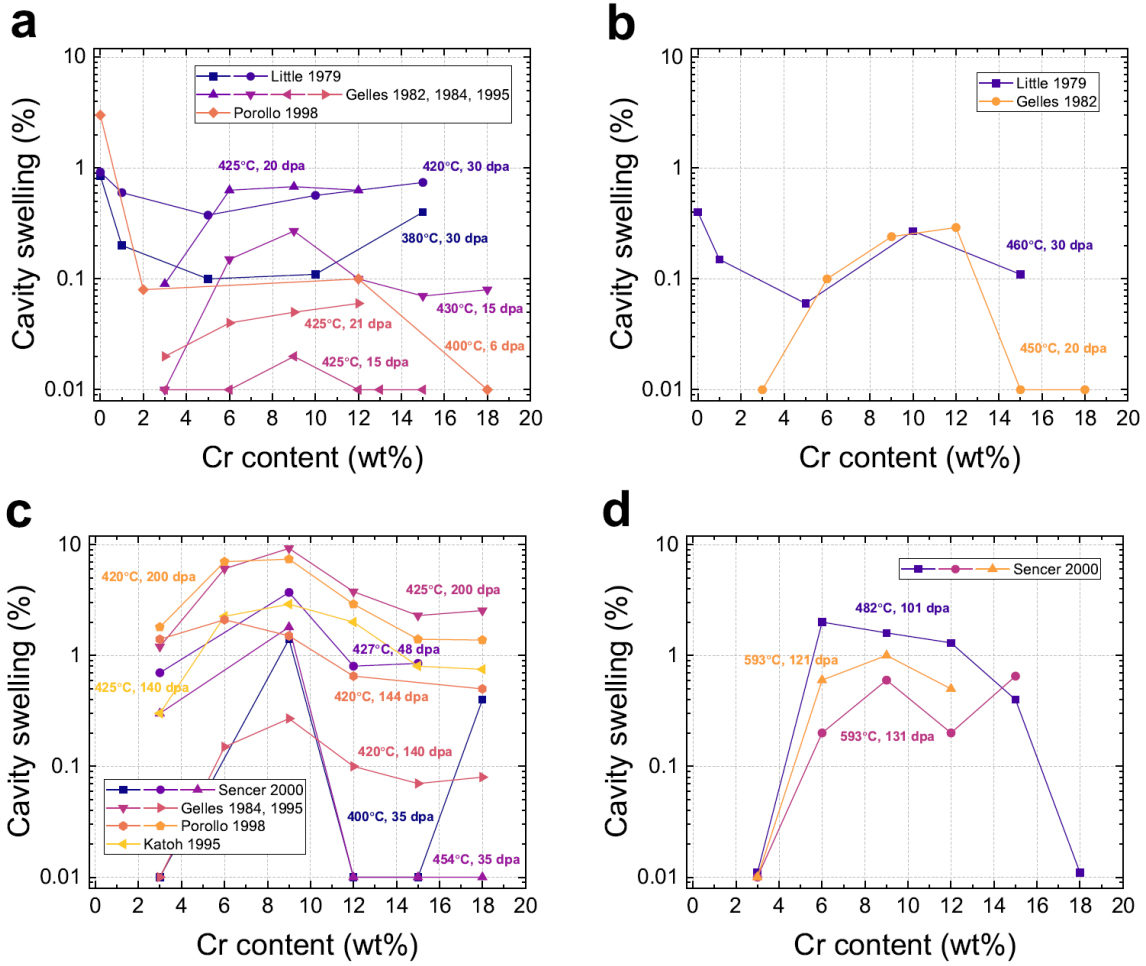 a
10
1
0.1
0.01
Cavity swelling (%)
Little 1979
Gelles 1982, 1984, 1995
Porollo 1998
425°C, 20 dpa
420°C, 30 dpa
380°C, 30 dpa
430°C, 15 dpa
425°C, 21 dpa
400°C, 6 dpa
425°C, 15 dpa
0 2 4 6 8 10 12 14 16 18 20
Cr content (wt%)
b
10
1
0.1
0.01
Cavity swelling (%)
Little 1979
Gelles 1982
460°C, 30 dpa
450°C, 20 dpa
0 2 4 6 8 10 12 14 16 18 20
Cr content (wt%)
c
10
1
0.1
0.01
Cavity swelling (%)
420°C, 200 dpa
425°C, 200 dpa
427°C, 48 dpa
425°C, 140 dpa
420°C, 144 dpa
420°C, 140 dpa
Sencer 2000
Gelles 1984, 1995
Porollo 1998
Katoh 1995
400°C, 35 dpa
454°C, 35 dpa
0 2 4 6 8 10 12 14 16 18 20
Cr content (wt%)
d
10
1
0.1
0.01
Cavity swelling (%)
Sencer 2000
482°C, 101 dpa
593°C, 121 dpa
593°C, 131 dpa
0 2 4 6 8 10 12 14 16 18 20
Cr content (wt%)